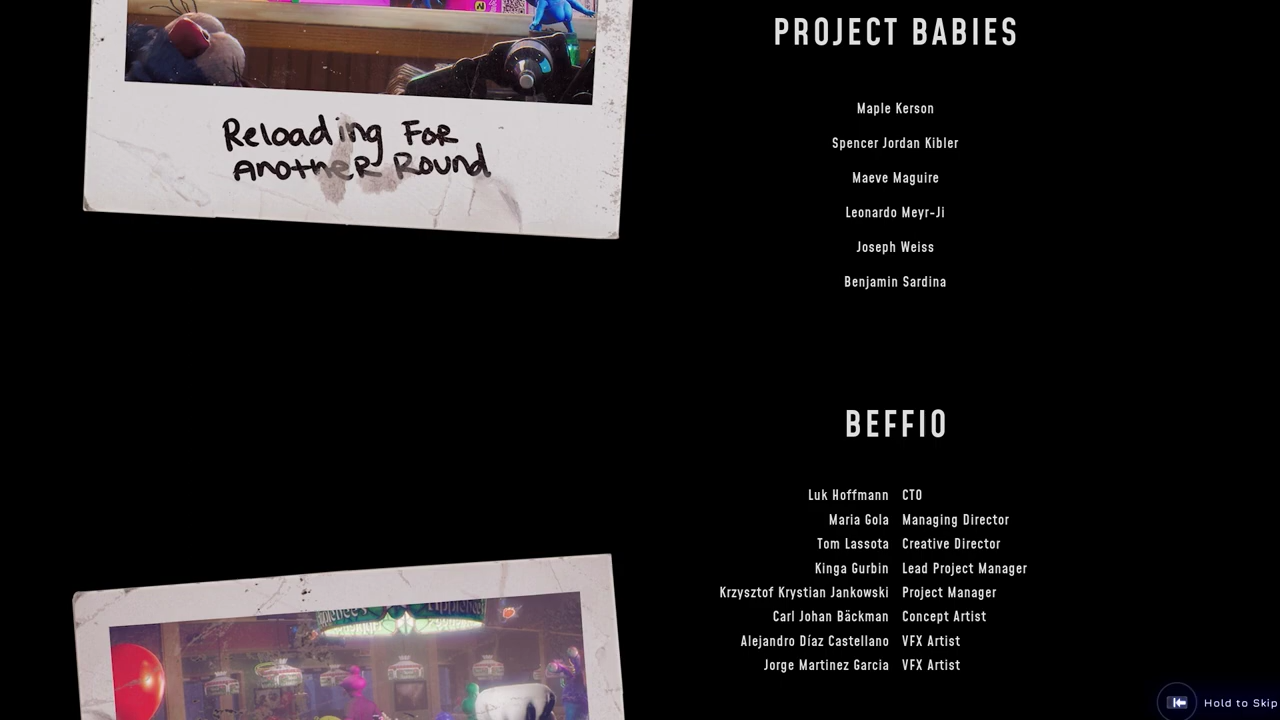 Reloading For
Another Round
PROJECT BABIES
Maple Kerson
Spencer Jordan Kibler
Maeve Maguire
Leonardo Meyr-Ji
Joseph Weiss
Benjamin Sardina
BEFFIO
Luk Hoffmann CTO
Maria Gola Managing Director
Tom Lassota Creative Director
Kinga Gurbin Lead Project Manager
Krzysztof Krystian Jankowski Project Manager
Carl Johan Bäckman Concept Artist
Alejandro Díaz Castellano VFX Artist
Jorge Martinez Garcia VFX Artist
Hold to Skip